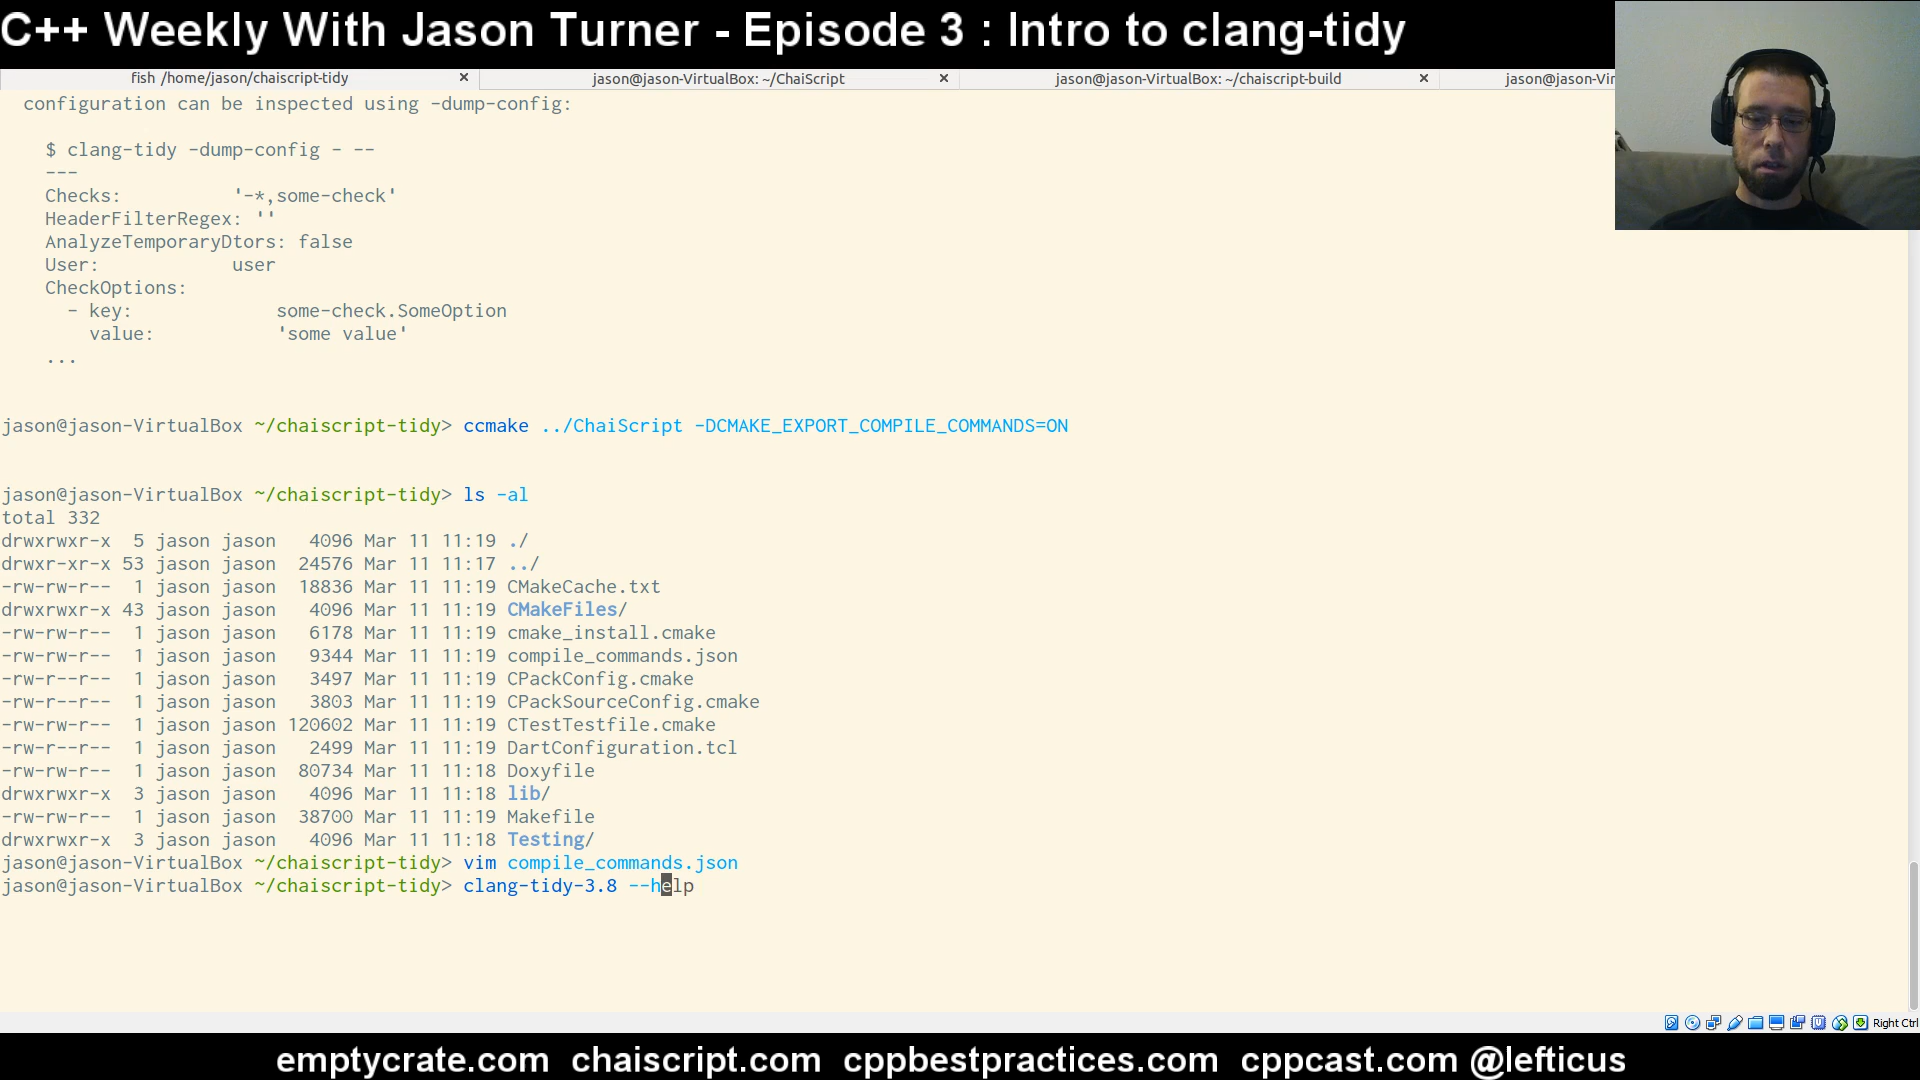 C++ Weekly With Jason Turner - Episode 3 : Intro to clang-tidy
fish /home/jason/chaiscript-tidy × jason@jason-VirtualBox: ~/ChaiScript × jason@jason-VirtualBox: ~/chaiscript-build × jason@jason-Vir
configuration can be inspected using -dump-config:
$ clang-tidy -dump-config - --
---
Checks: '-*,some-check'
HeaderFilterRegex: ''
AnalyzeTemporaryDtors: false
User: user
CheckOptions:
- key: some-check.SomeOption
value: 'some value'
...
jason@jason-VirtualBox ~/chaiscript-tidy> ccmake ../ChaiScript -DCMAKE_EXPORT_COMPILE_COMMANDS=ON
jason@jason-VirtualBox ~/chaiscript-tidy> ls -al
total 332
drwxrwxr-x 5 jason jason 4096 Mar 11 11:19 ./
drwxr-xr-x 53 jason jason 24576 Mar 11 11:17 ../
-rw-rw-r-- 1 jason jason 18836 Mar 11 11:19 CMakeCache.txt
drwxrwxr-x 43 jason jason 4096 Mar 11 11:19 CMakeFiles/
-rw-rw-r-- 1 jason jason 6178 Mar 11 11:19 cmake_install.cmake
-rw-rw-r-- 1 jason jason 9344 Mar 11 11:19 compile_commands.json
-rw-r--r-- 1 jason jason 3497 Mar 11 11:19 CPackConfig.cmake
-rw-r--r-- 1 jason jason 3803 Mar 11 11:19 CPackSourceConfig.cmake
-rw-rw-r-- 1 jason jason 120602 Mar 11 11:19 CTestTestfile.cmake
-rw-r--r-- 1 jason jason 2499 Mar 11 11:19 DartConfiguration.tcl
-rw-rw-r-- 1 jason jason 80734 Mar 11 11:18 Doxyfile
drwxrwxr-x 3 jason jason 4096 Mar 11 11:18 lib/
-rw-rw-r-- 1 jason jason 38700 Mar 11 11:19 Makefile
drwxrwxr-x 3 jason jason 4096 Mar 11 11:18 Testing/
jason@jason-VirtualBox ~/chaiscript-tidy> vim compile_commands.json
jason@jason-VirtualBox ~/chaiscript-tidy> clang-tidy-3.8 --help
Right Ctrl
emptycrate.com chaiscript.com cppbestpractices.com cppcast.com @lefticus